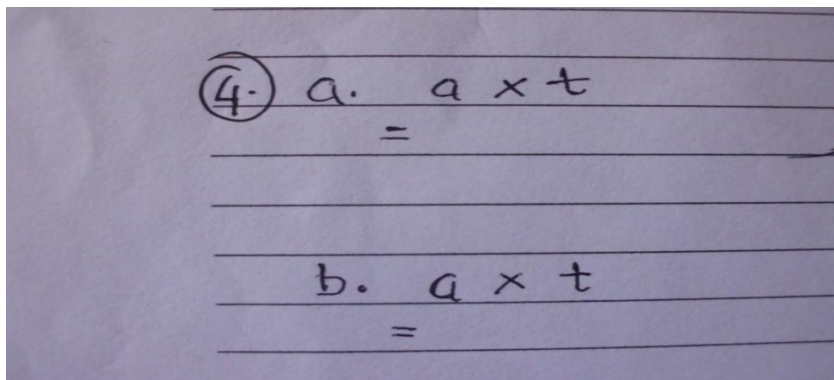 4. a. a × t
=
b. a × t
=